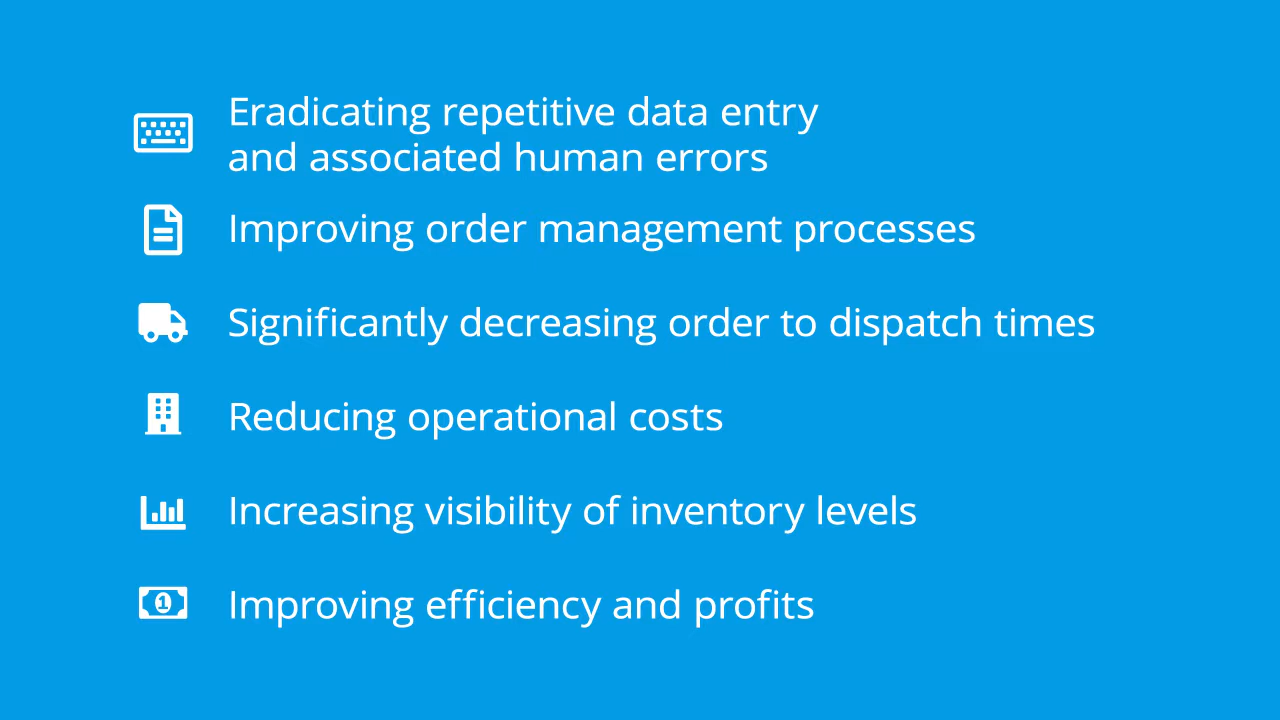 Eradicating repetitive data entry
and associated human errors
Improving order management processes
Significantly decreasing order to dispatch times
Reducing operational costs
Increasing visibility of inventory levels
1
Improving efficiency and profits